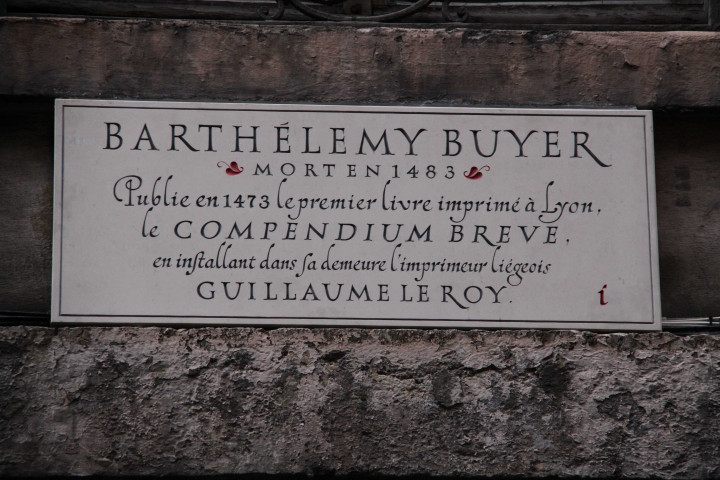 BARTHÉLEMY BUYER
MORT EN 1483
Publie en 1473 le premier livre imprimé à Lyon,
le COMPENDIUM BREVE,
en inſtallant dans ſa demeure l'imprimeur liégeois
GUILLAUME LE ROY.
i